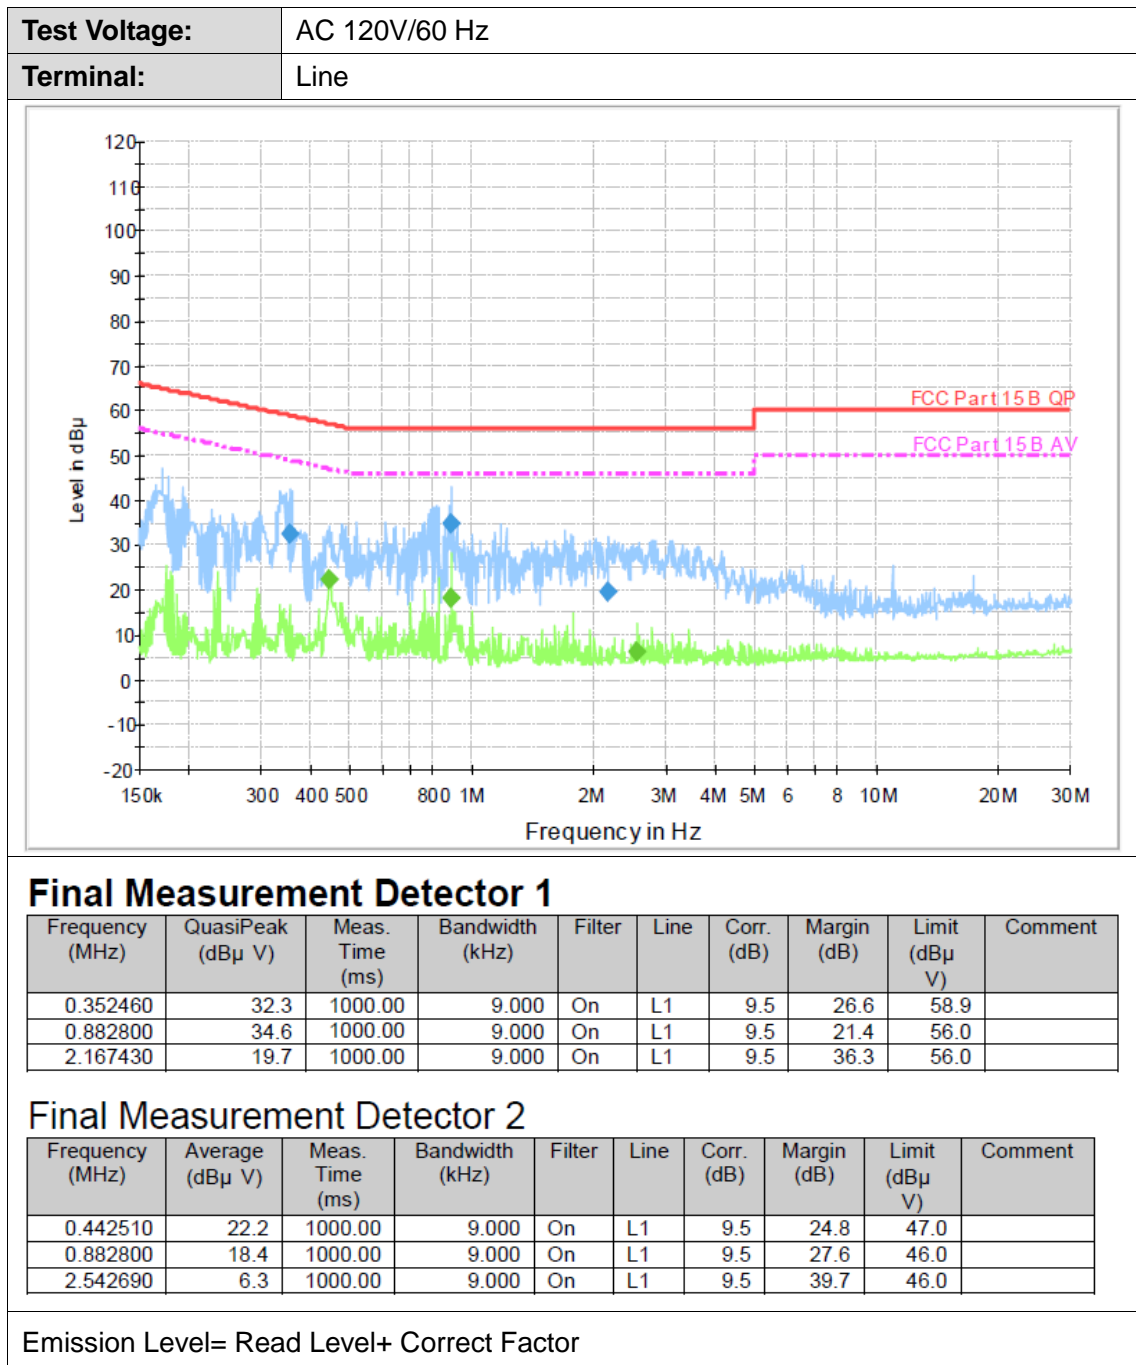 Test Voltage: AC 120V/60 Hz
Terminal: Line
120
110
100
90
80
70
60
50
40
30
20
10
0
-10
-20
Level in dBµ
FCC Part 15 B QP
FCC Part 15 B AV
150k 300 400 500 800 1M 2M 3M 4M 5M 6 8 10M 20M 30M
Frequency in Hz
Final Measurement Detector 1
Frequency (MHz) QuasiPeak (dBµ V) Meas. Time (ms) Bandwidth (kHz) Filter Line Corr. (dB) Margin (dB) Limit (dBµ V) Comment
0.352460 32.3 1000.00 9.000 On L1 9.5 26.6 58.9
0.882800 34.6 1000.00 9.000 On L1 9.5 21.4 56.0
2.167430 19.7 1000.00 9.000 On L1 9.5 36.3 56.0
Final Measurement Detector 2
Frequency (MHz) Average (dBµ V) Meas. Time (ms) Bandwidth (kHz) Filter Line Corr. (dB) Margin (dB) Limit (dBµ V) Comment
0.442510 22.2 1000.00 9.000 On L1 9.5 24.8 47.0
0.882800 18.4 1000.00 9.000 On L1 9.5 27.6 46.0
2.542690 6.3 1000.00 9.000 On L1 9.5 39.7 46.0
Emission Level= Read Level+ Correct Factor